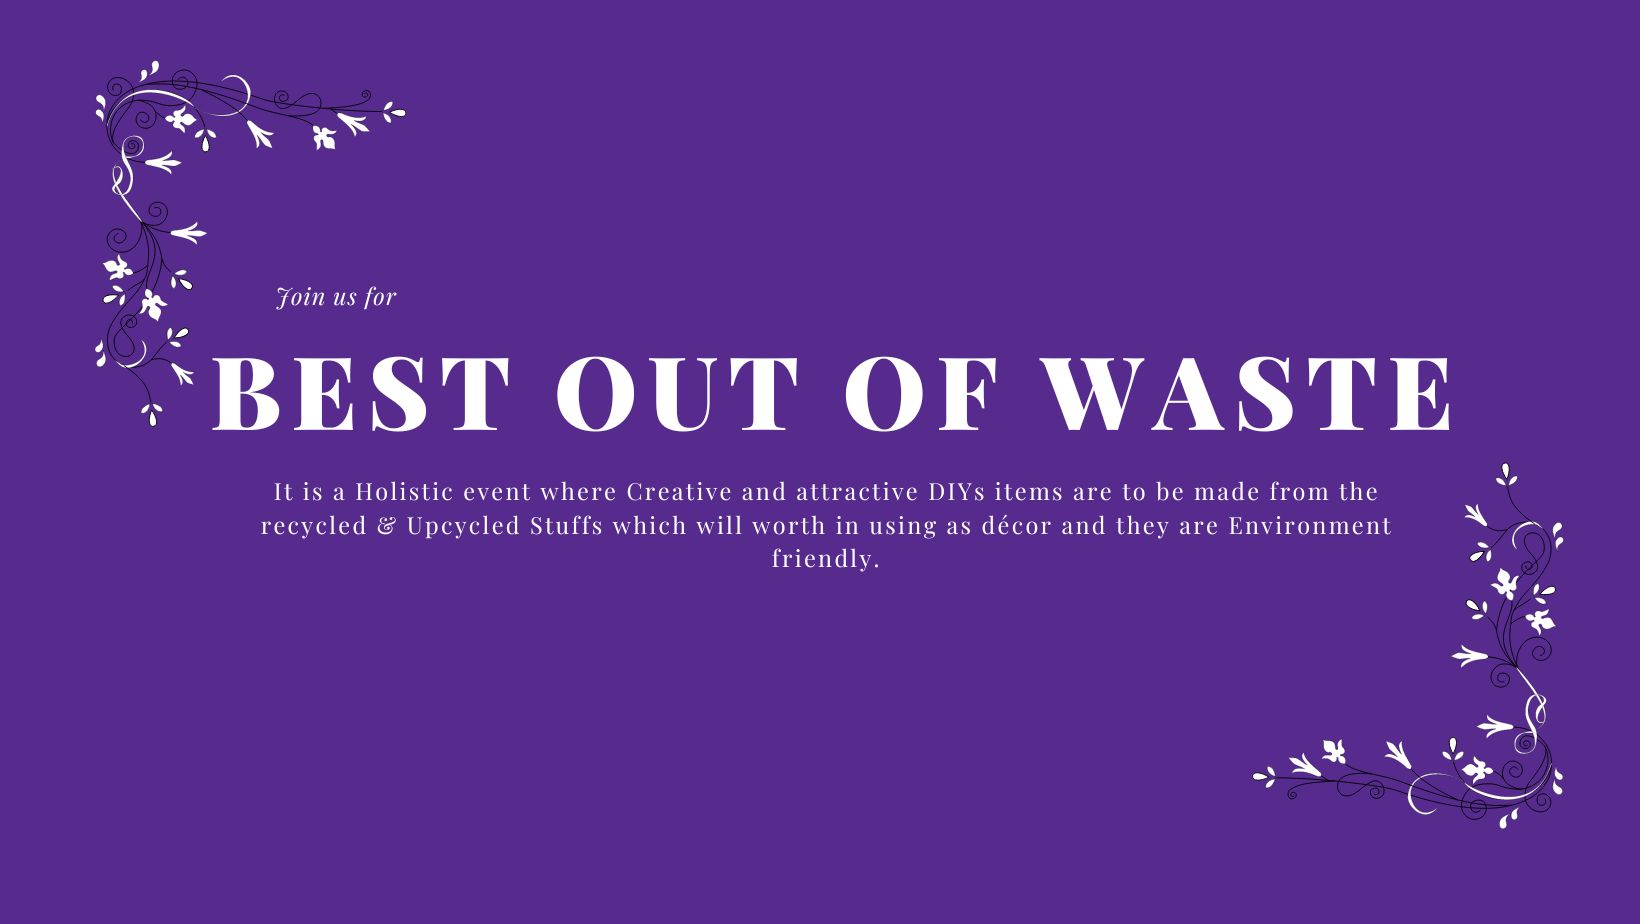 Join us for
BEST OUT OF WASTE
It is a Holistic event where Creative and attractive DIYs items are to be made from the
recycled & Upcycled Stuffs which will worth in using as décor and they are Environment
friendly.